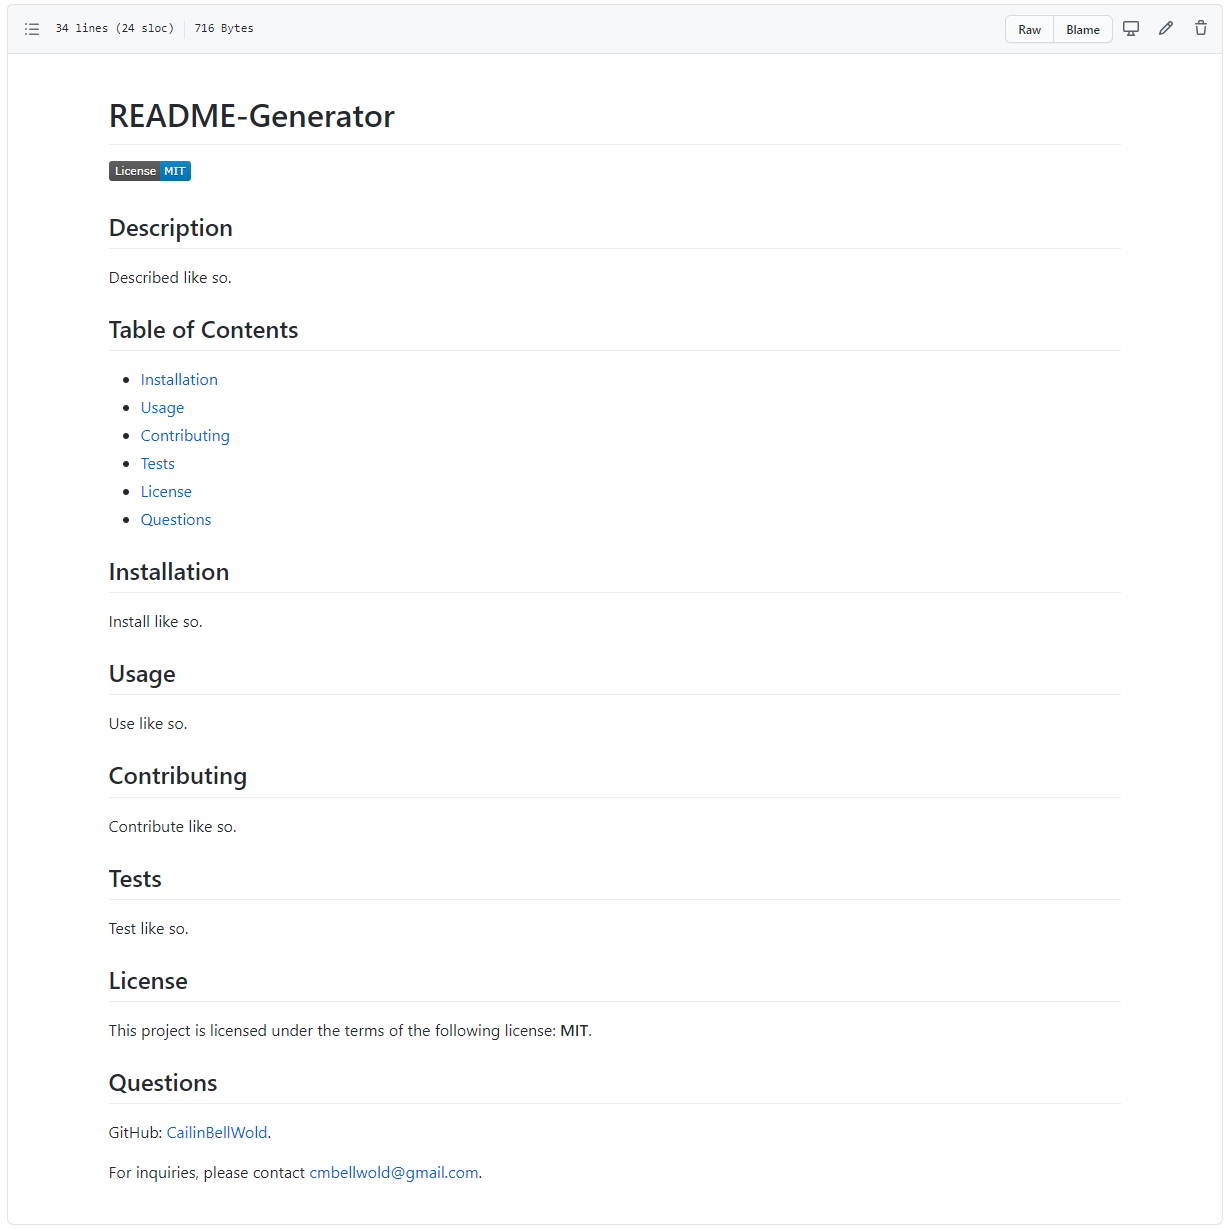 34 lines (24 sloc) 716 Bytes Raw Blame
README-Generator
License MIT
Description
Described like so.
Table of Contents
Installation
Usage
Contributing
Tests
License
Questions
Installation
Install like so.
Usage
Use like so.
Contributing
Contribute like so.
Tests
Test like so.
License
This project is licensed under the terms of the following license: MIT.
Questions
GitHub: CailinBellWold.
For inquiries, please contact cmbellwold@gmail.com.